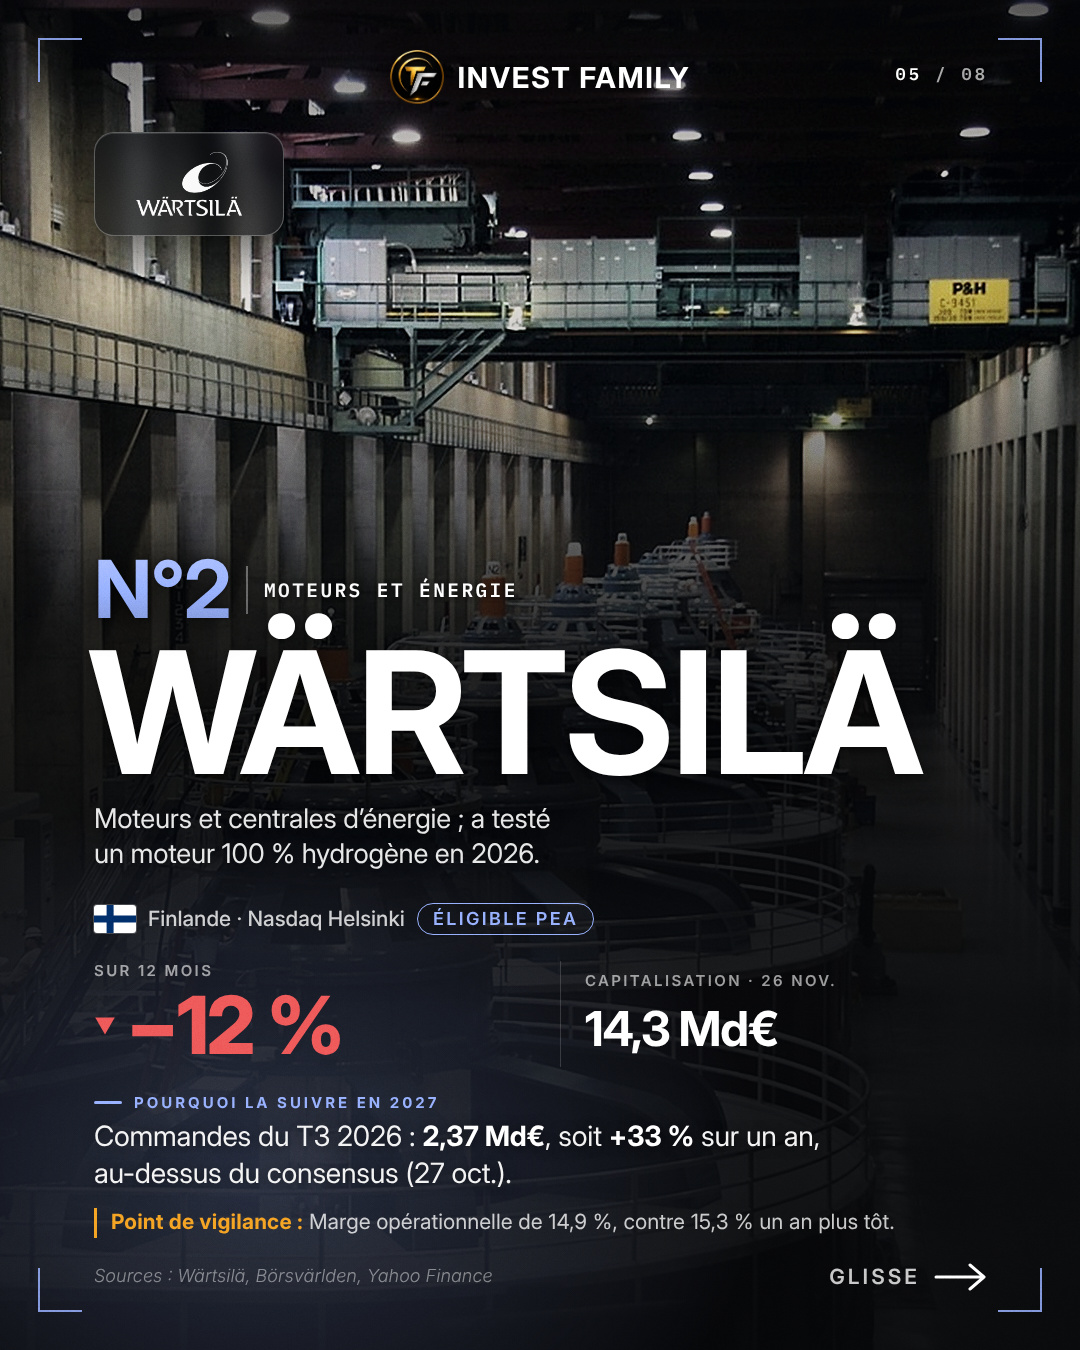 TF INVEST FAMILY
05 / 08
WÄRTSILÄ
P&H
C-9451
N°2
MOTEURS ET ÉNERGIE
WÄRTSILÄ
Moteurs et centrales d’énergie ; a testé
un moteur 100 % hydrogène en 2026.
Finlande · Nasdaq Helsinki
ÉLIGIBLE PEA
SUR 12 MOIS
–12 %
CAPITALISATION · 26 NOV.
14,3 Md€
POURQUOI LA SUIVRE EN 2027
Commandes du T3 2026 : 2,37 Md€, soit +33 % sur un an,
au-dessus du consensus (27 oct.).
Point de vigilance : Marge opérationnelle de 14,9 %, contre 15,3 % un an plus tôt.
Sources : Wärtsilä, Börsvärlden, Yahoo Finance
GLISSE